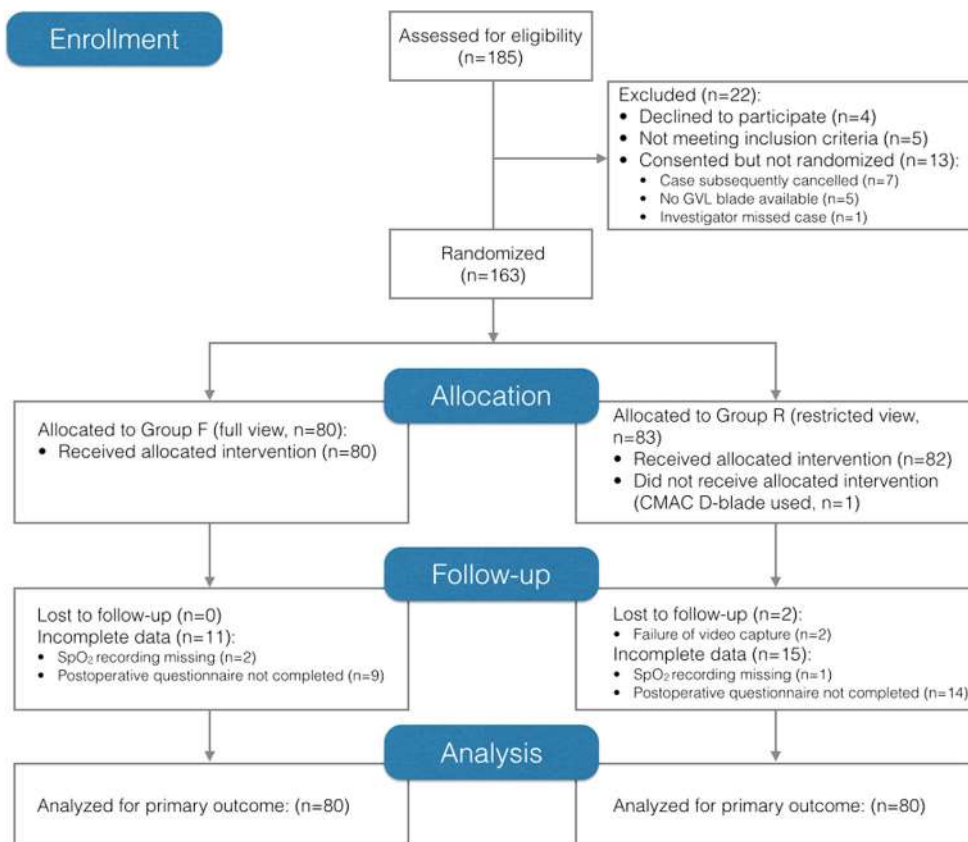 Enrollment
Assessed for eligibility
(n=185)
Excluded (n=22):
• Declined to participate (n=4)
• Not meeting inclusion criteria (n=5)
• Consented but not randomized (n=13):
• Case subsequently cancelled (n=7)
• No GVL blade available (n=5)
• Investigator missed case (n=1)
Randomized
(n=163)
Allocation
Allocated to Group F (full view, n=80):
• Received allocated intervention (n=80)
Allocated to Group R (restricted view,
n=83)
• Received allocated intervention (n=82)
• Did not receive allocated intervention
(CMAC D-blade used, n=1)
Follow-up
Lost to follow-up (n=0)
Incomplete data (n=11):
• SpO₂ recording missing (n=2)
• Postoperative questionnaire not completed (n=9)
Lost to follow-up (n=2)
• Failure of video capture (n=2)
Incomplete data (n=15):
• SpO₂ recording missing (n=1)
• Postoperative questionnaire not completed (n=14)
Analysis
Analyzed for primary outcome: (n=80)
Analyzed for primary outcome: (n=80)